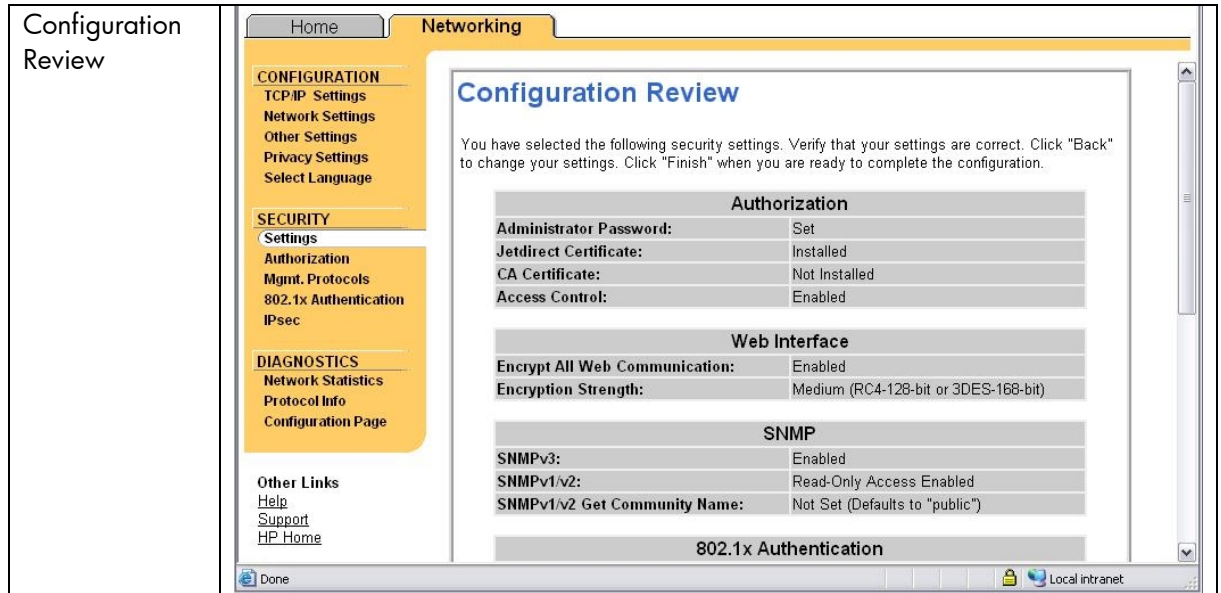 Configuration
Review
Home
Networking
CONFIGURATION
TCP/IP Settings
Network Settings
Other Settings
Privacy Settings
Select Language
SECURITY
Settings
Authorization
Mgmt. Protocols
802.1x Authentication
IPsec
DIAGNOSTICS
Network Statistics
Protocol Info
Configuration Page
Other Links
Help
Support
HP Home
Configuration Review
You have selected the following security settings. Verify that your settings are correct. Click "Back"
to change your settings. Click "Finish" when you are ready to complete the configuration.
Authorization
Administrator Password: Set
Jetdirect Certificate: Installed
CA Certificate: Not Installed
Access Control: Enabled
Web Interface
Encrypt All Web Communication: Enabled
Encryption Strength: Medium (RC4-128-bit or 3DES-168-bit)
SNMP
SNMPv3: Enabled
SNMPv1/v2: Read-Only Access Enabled
SNMPv1/v2 Get Community Name: Not Set (Defaults to "public")
802.1x Authentication
Done
Local intranet